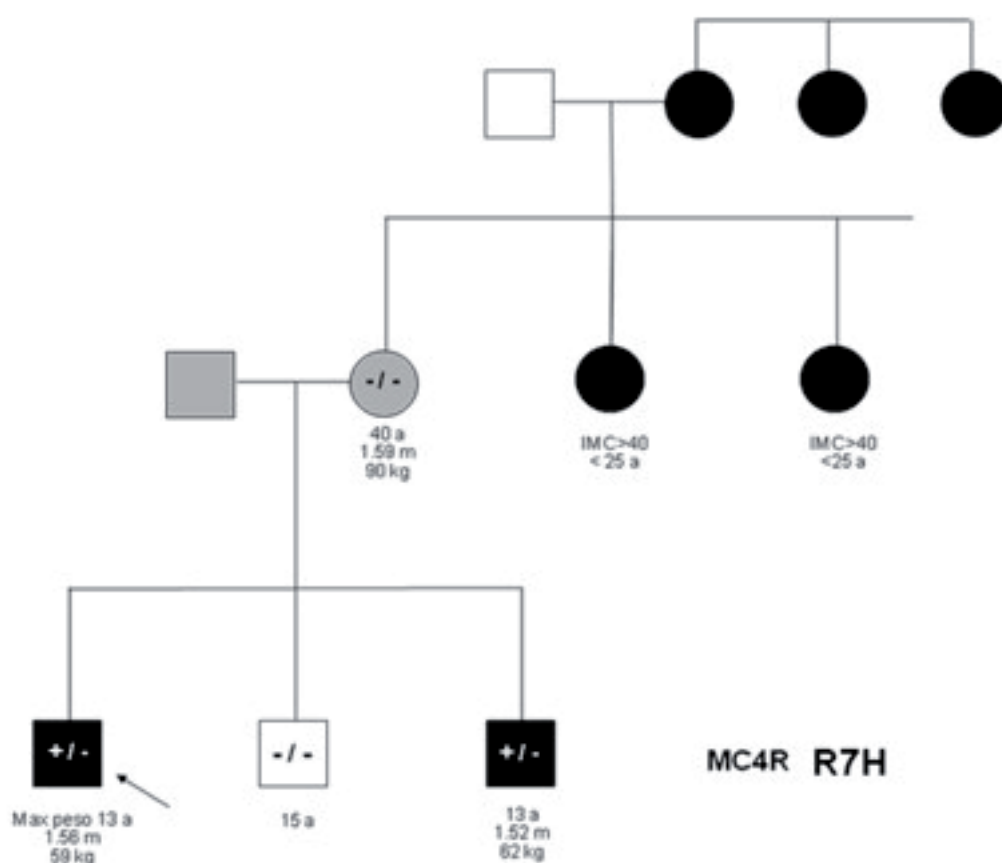 -/-
40 a
1.59 m
90 kg
IMC>40
< 25 a
IMC>40
<25 a
+/-
-/-
+/-
Max peso 13 a
1.56 m
59 kg
15 a
13 a
1.52 m
62 kg
MC4R R7H